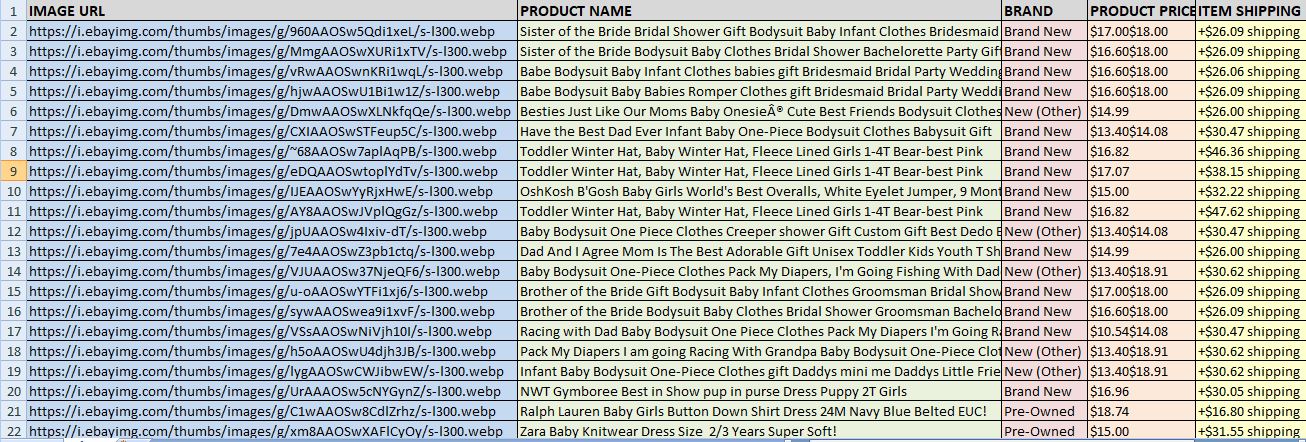 1 IMAGE URL PRODUCT NAME BRAND PRODUCT PRICE ITEM SHIPPING
2 https://i.ebayimg.com/thumbs/images/g/960AAOSw5Qdi1xeL/s-l300.webp Sister of the Bride Bridal Shower Gift Bodysuit Baby Infant Clothes Bridesmaid Brand New $17.00$18.00 +$26.09 shipping
3 https://i.ebayimg.com/thumbs/images/g/MmgAAOSwXURi1xTV/s-l300.webp Sister of the Bride Bodysuit Baby Clothes Bridal Shower Bachelorette Party Gift Brand New $16.60$18.00 +$26.09 shipping
4 https://i.ebayimg.com/thumbs/images/g/vRwAAOSwnKRi1wqL/s-l300.webp Babe Bodysuit Baby Infant Clothes babies gift Bridesmaid Bridal Party Wedding Brand New $16.60$18.00 +$26.06 shipping
5 https://i.ebayimg.com/thumbs/images/g/hjwAAOSwU1Bi1w1Z/s-l300.webp Babe Bodysuit Baby Babies Romper Clothes gift Bridesmaid Bridal Party Weddi Brand New $16.60$18.00 +$26.09 shipping
6 https://i.ebayimg.com/thumbs/images/g/DmwAAOSwXLNkfqQe/s-l300.webp Besties Just Like Our Moms Baby OnesieÂ® Cute Best Friends Bodysuit Clothes New (Other) $14.99 +$26.00 shipping
7 https://i.ebayimg.com/thumbs/images/g/CXIAAOSwSTFeup5C/s-l300.webp Have the Best Dad Ever Infant Baby One-Piece Bodysuit Clothes Babysuit Gift Brand New $13.40$14.08 +$30.47 shipping
8 https://i.ebayimg.com/thumbs/images/g/~68AAOSw7aplAqPB/s-l300.webp Toddler Winter Hat, Baby Winter Hat, Fleece Lined Girls 1-4T Bear-best Pink Brand New $16.82 +$46.36 shipping
9 https://i.ebayimg.com/thumbs/images/g/eDQAAOSwtoplYdTv/s-l300.webp Toddler Winter Hat, Baby Winter Hat, Fleece Lined Girls 1-4T Bear-best Pink Brand New $17.07 +$38.15 shipping
10 https://i.ebayimg.com/thumbs/images/g/IJEAAOSwYyRjxHwE/s-l300.webp OshKosh B'Gosh Baby Girls World's Best Overalls, White Eyelet Jumper, 9 Mont Brand New $15.00 +$32.22 shipping
11 https://i.ebayimg.com/thumbs/images/g/AY8AAOSwJVplQgGz/s-l300.webp Toddler Winter Hat, Baby Winter Hat, Fleece Lined Girls 1-4T Bear-best Pink Brand New $16.82 +$47.62 shipping
12 https://i.ebayimg.com/thumbs/images/g/jpUAAOSw4Ixiv-dT/s-l300.webp Baby Bodysuit One Piece Clothes Creeper shower Gift Custom Gift Best Dedo E New (Other) $13.40$14.08 +$30.47 shipping
13 https://i.ebayimg.com/thumbs/images/g/7e4AAOSwZ3pb1ctq/s-l300.webp Dad And I Agree Mom Is The Best Adorable Gift Unisex Toddler Kids Youth T Sh Brand New $14.99 +$26.00 shipping
14 https://i.ebayimg.com/thumbs/images/g/VJUAAOSw37NjeQF6/s-l300.webp Baby Bodysuit One-Piece Clothes Pack My Diapers, I'm Going Fishing With Dad New (Other) $13.40$18.91 +$30.62 shipping
15 https://i.ebayimg.com/thumbs/images/g/u-oAAOSwYTFi1xj6/s-l300.webp Brother of the Bride Gift Bodysuit Baby Infant Clothes Groomsman Bridal Show Brand New $17.00$18.00 +$26.09 shipping
16 https://i.ebayimg.com/thumbs/images/g/sywAAOSwea9i1xvF/s-l300.webp Brother of the Bride Bodysuit Baby Clothes Bridal Shower Groomsman Bachelo Brand New $16.60$18.00 +$26.09 shipping
17 https://i.ebayimg.com/thumbs/images/g/VSsAAOSwNiVjh10I/s-l300.webp Racing with Dad Baby Bodysuit One Piece Clothes Pack My Diapers I'm Going Ra Brand New $10.54$14.08 +$30.47 shipping
18 https://i.ebayimg.com/thumbs/images/g/h5oAAOSwU4djh3JB/s-l300.webp Pack My Diapers I am going Racing With Grandpa Baby Bodysuit One-Piece Clot New (Other) $13.40$18.91 +$30.62 shipping
19 https://i.ebayimg.com/thumbs/images/g/IygAAOSwCWJibwEW/s-l300.webp Infant Baby Bodysuit One-Piece Clothes gift Daddys mini me Daddys Little Frie New (Other) $13.40$18.91 +$30.62 shipping
20 https://i.ebayimg.com/thumbs/images/g/UrAAAOSw5cNYGynZ/s-l300.webp NWT Gymboree Best in Show pup in purse Dress Puppy 2T Girls Brand New $16.96 +$30.05 shipping
21 https://i.ebayimg.com/thumbs/images/g/C1wAAOSw8CdlZrhz/s-l300.webp Ralph Lauren Baby Girls Button Down Shirt Dress 24M Navy Blue Belted EUC! Pre-Owned $18.74 +$16.80 shipping
22 https://i.ebayimg.com/thumbs/images/g/xm8AAOSwXAFlCyOy/s-l300.webp Zara Baby Knitwear Dress Size 2/3 Years Super Soft! Pre-Owned $15.00 +$31.55 shipping